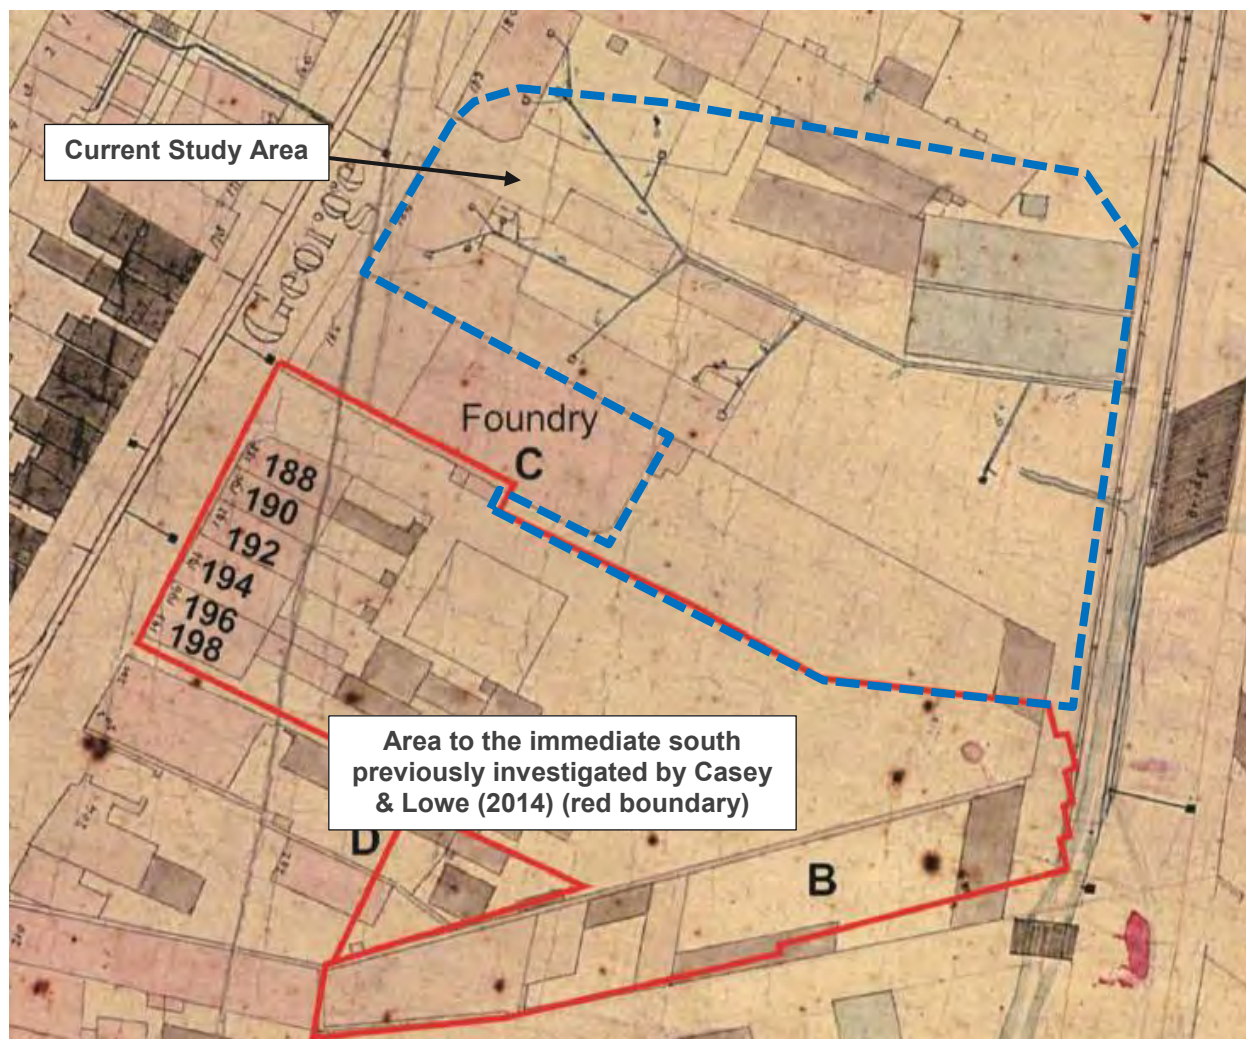 Current Study Area
George
Foundry
C
188
190
192
194
196
198
Area to the immediate south
previously investigated by Casey
& Lowe (2014) (red boundary)
D
B